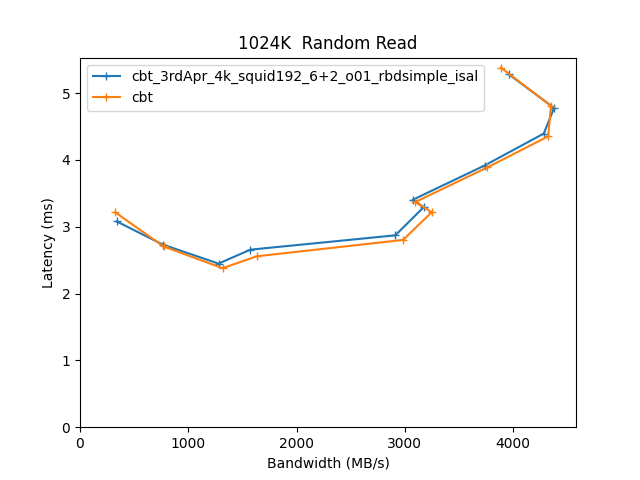 1024K  Random Read
cbt_3rdApr_4k_squid192_6+2_o01_rbdsimple_isal
cbt
Latency (ms)
5
4
3
2
1
0
0 1000 2000 3000 4000
Bandwidth (MB/s)